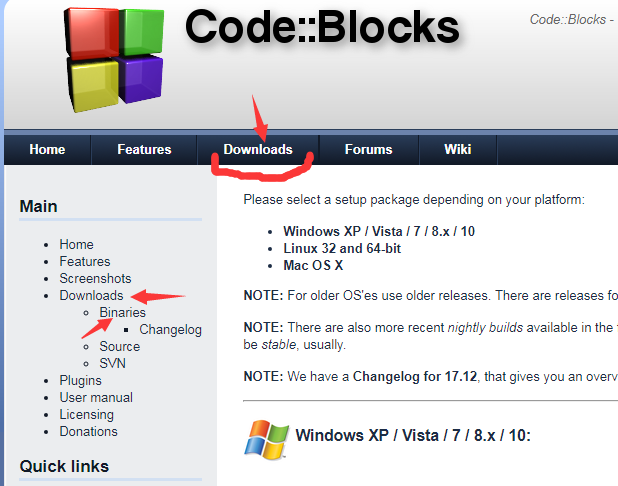 Code::Blocks
Code::Blocks -
Home Features Downloads Forums Wiki
Main
Home
Features
Screenshots
Downloads
Binaries
Changelog
Source
SVN
Plugins
User manual
Licensing
Donations
Quick links
Please select a setup package depending on your platform:
Windows XP / Vista / 7 / 8.x / 10
Linux 32 and 64-bit
Mac OS X
NOTE: For older OS'es use older releases. There are releases fo
NOTE: There are also more recent nightly builds available in the
be stable, usually.
NOTE: We have a Changelog for 17.12, that gives you an overv
Windows XP / Vista / 7 / 8.x / 10: